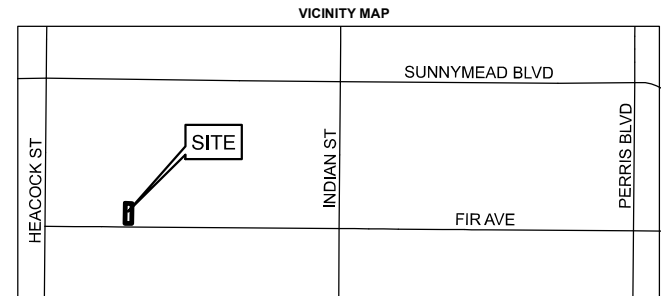 VICINITY MAP
SUNNYMEAD BLVD
SITE
HEACOCK ST
INDIAN ST
PERRIS BLVD
FIR AVE